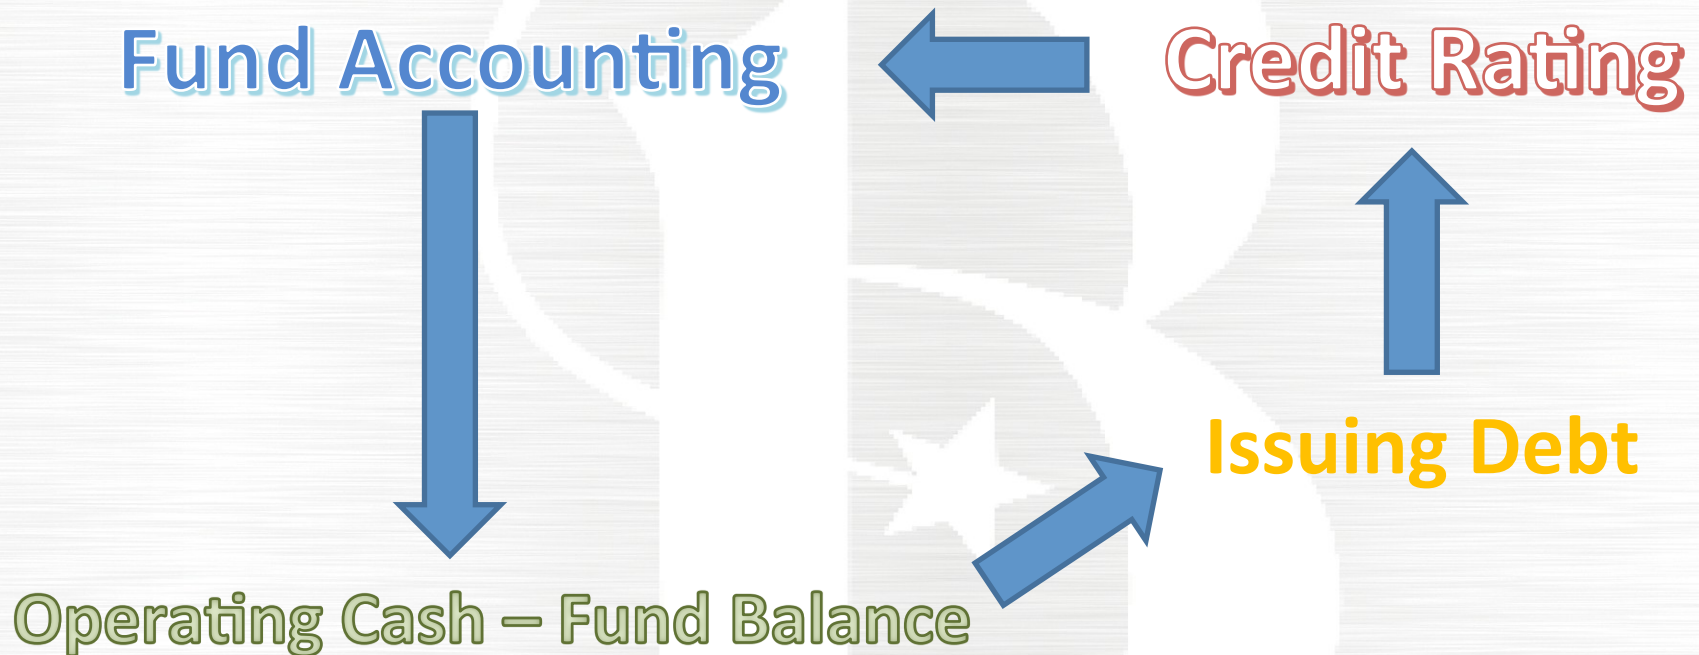 Fund Accounting
Credit Rating
Issuing Debt
Operating Cash – Fund Balance